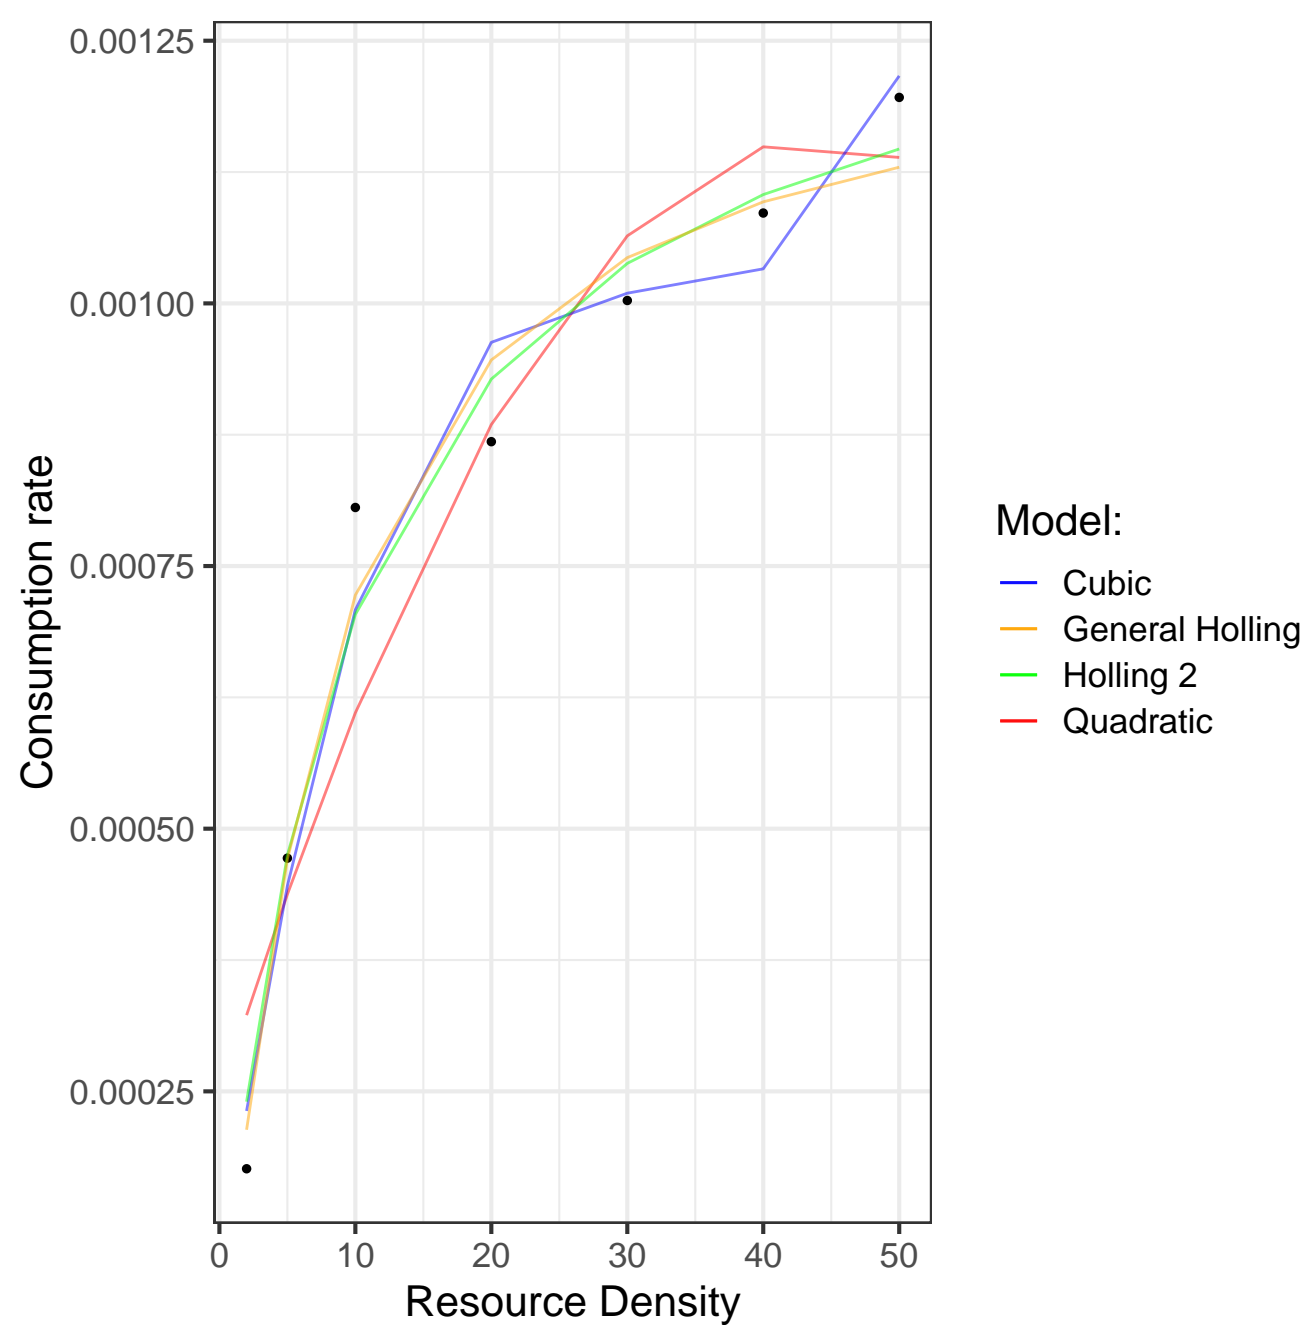 0.00125
0.00100
0.00075
0.00050
0.00025
Consumption rate
0 10 20 30 40 50
Resource Density
Model:
Cubic
General Holling
Holling 2
Quadratic